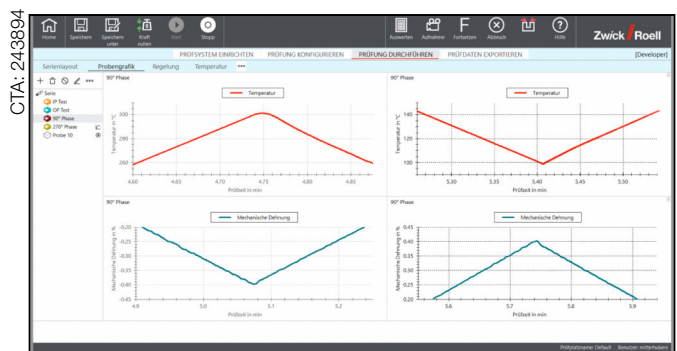 CTA: 243894
Home Speichern Speichern unter Kraft nullen Start Stopp Auswerten Aufnahme Fortsetzen Abbruch Hilfe Zwick Roell
PRÜFSYSTEM EINRICHTEN PRÜFUNG KONFIGURIEREN PRÜFUNG DURCHFÜHREN PRÜFDATEN EXPORTIEREN [Developer]
Serienlayout Probengrafik Regelung Temperatur •••
Serie
IP Test
OP Test
90° Phase
270° Phase
Probe 10
90° Phase
Temperatur
Temperatur in °C
300
280
260
4.60 4.65 4.70 4.75 4.80 4.85
Prüfzeit in min
90° Phase
Temperatur
Temperatur in °C
140
120
100
5.30 5.35 5.40 5.45 5.50
Prüfzeit in min
90° Phase
Mechanische Dehnung
Mechanische Dehnung in %
-0.20
-0.25
-0.30
-0.35
-0.40
-0.45
4.9 5.0 5.1 5.2
Prüfzeit in min
90° Phase
Mechanische Dehnung
Mechanische Dehnung in %
0.45
0.40
0.35
0.30
0.25
0.20
5.6 5.7 5.8 5.9
Prüfzeit in min
Prüfplatzname: Default Benutzer: mitterhubers